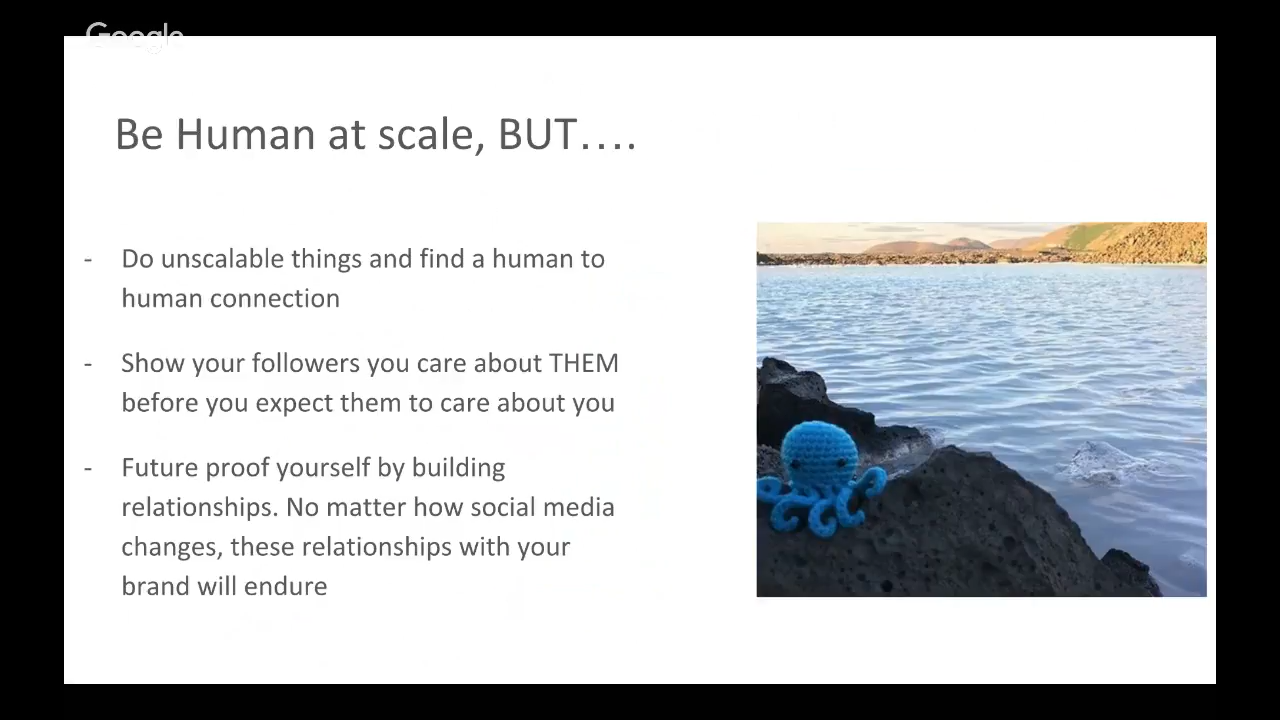 Google
Be Human at scale, BUT....
- Do unscalable things and find a human to
human connection
- Show your followers you care about THEM
before you expect them to care about you
- Future proof yourself by building
relationships. No matter how social media
changes, these relationships with your
brand will endure